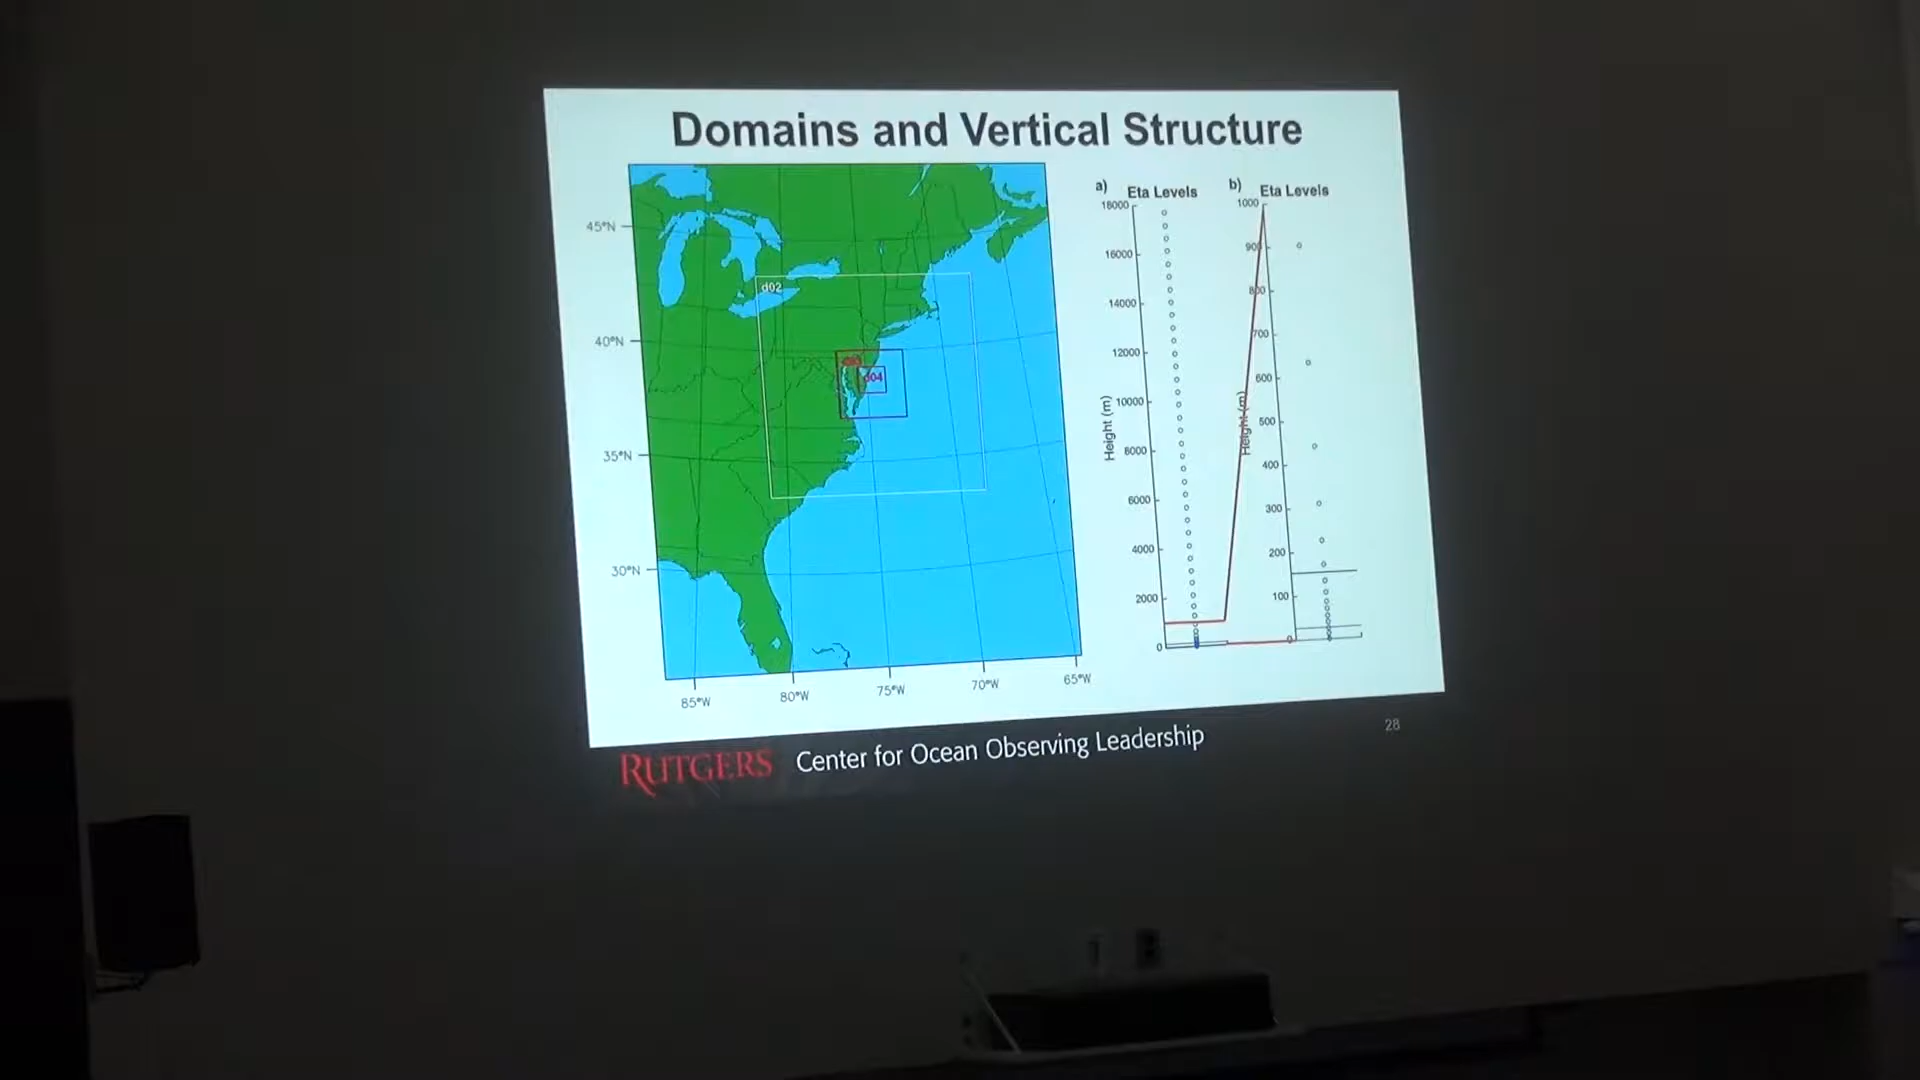 Domains and Vertical Structure
45°N
40°N
35°N
30°N
85°W
80°W
75°W
70°W
65°W
d02
d04
a) Eta Levels
18000
16000
14000
12000
10000
8000
6000
4000
2000
0
Height (m)
b) Eta Levels
1000
900
800
700
600
500
400
300
200
100
0
Height (m)
RUTGERS Center for Ocean Observing Leadership
28